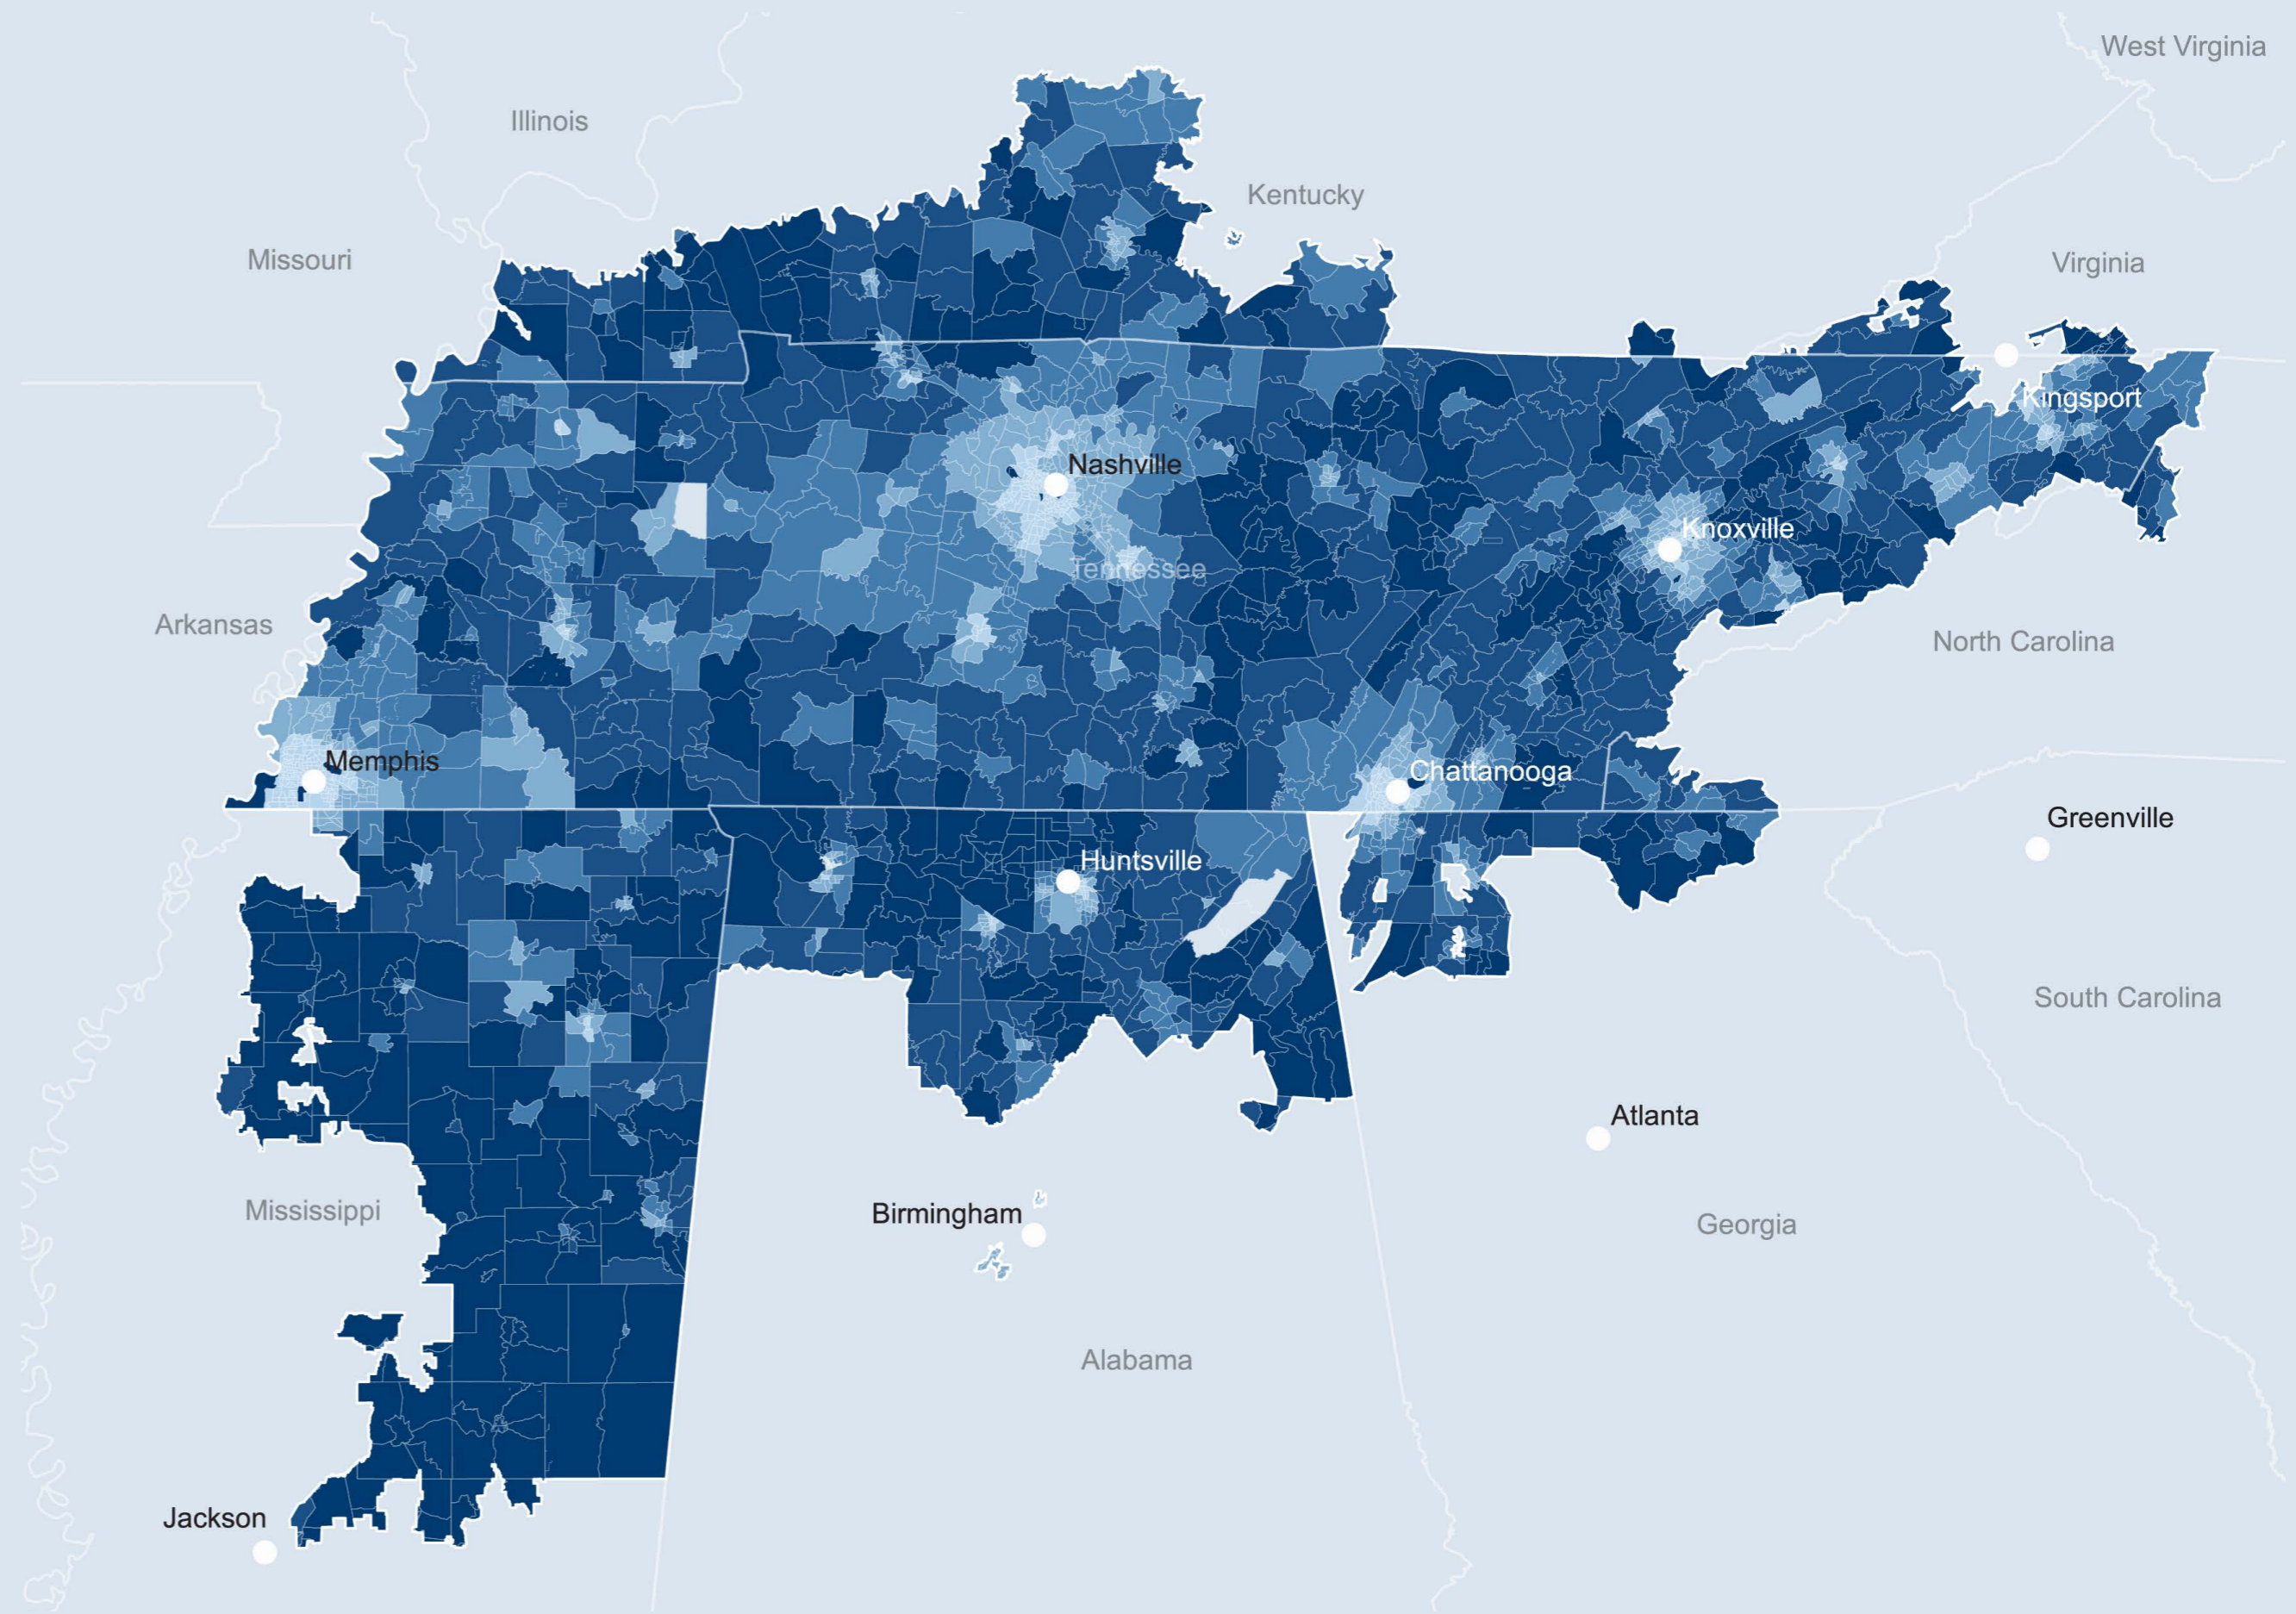 West Virginia
Illinois
Kentucky
Missouri
Virginia
Kingsport
Nashville
Knoxville
Tennessee
Arkansas
North Carolina
Memphis
Chattanooga
Greenville
Huntsville
South Carolina
Atlanta
Mississippi
Birmingham
Georgia
Alabama
Jackson